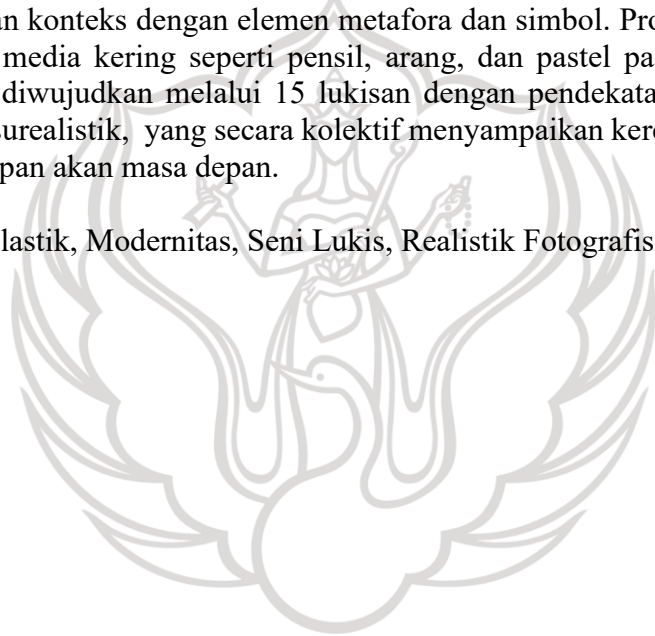 an konteks dengan elemen metafora dan simbol. Pro
media kering seperti pensil, arang, dan pastel pa
diwujudkan melalui 15 lukisan dengan pendekata
surealistik, yang secara kolektif menyampaikan ker
pan akan masa depan.
lastik, Modernitas, Seni Lukis, Realistik Fotografis